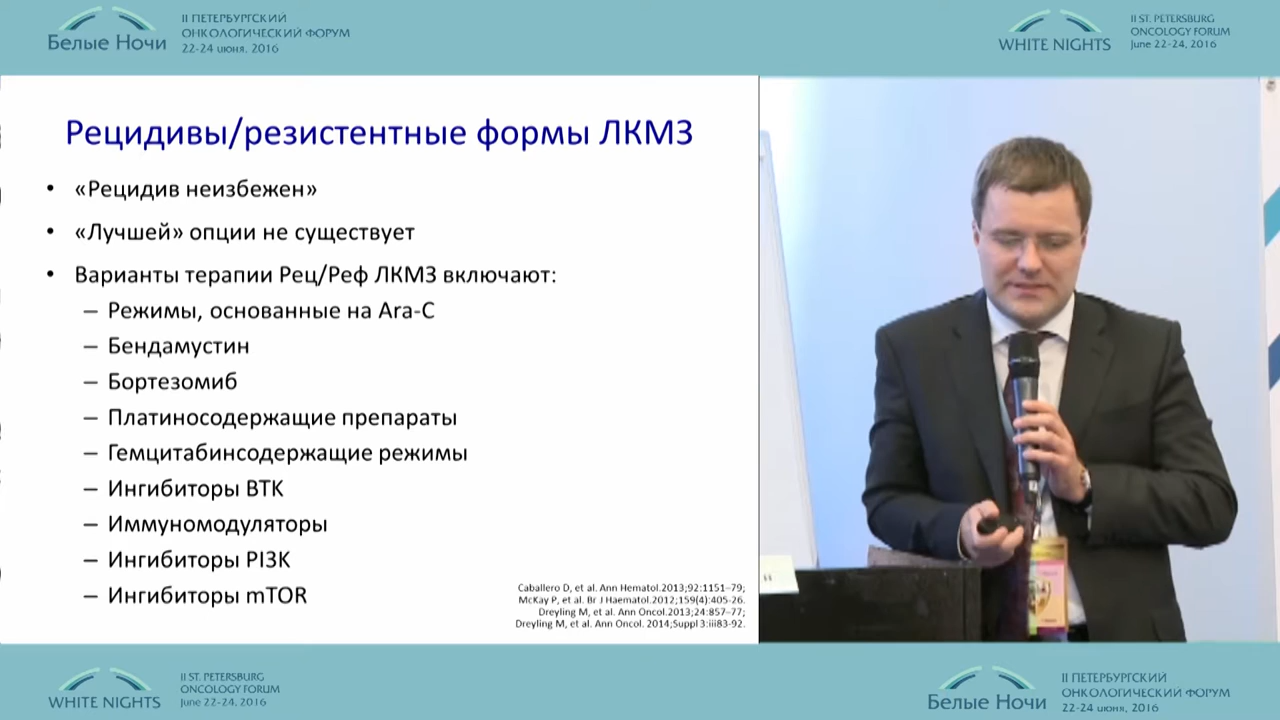 Белые Ночи
II ПЕТЕРБУРГСКИЙ
ОНКОЛОГИЧЕСКИЙ ФОРУМ
22-24 июня, 2016
WHITE NIGHTS
II ST. PETERSBURG
ONCOLOGY FORUM
June 22-24, 2016
Рецидивы/резистентные формы ЛКМЗ
• «Рецидив неизбежен»
• «Лучшей» опции не существует
• Варианты терапии Рец/Реф ЛКМЗ включают:
– Режимы, основанные на Ara-C
– Бендамустин
– Бортезомиб
– Платиносодержащие препараты
– Гемцитабинсодержащие режимы
– Ингибиторы BTK
– Иммуномодуляторы
– Ингибиторы PI3K
– Ингибиторы mTOR
Caballero D, et al. Ann Hematol.2013;92:1151–79;
McKay P, et al. Br J Haematol.2012;159(4):405-26.
Dreyling M, et al. Ann Oncol.2013;24:857–77;
Dreyling M, et al. Ann Oncol. 2014;Suppl 3:iii83-92.
WHITE NIGHTS
II ST. PETERSBURG
ONCOLOGY FORUM
June 22-24, 2016
Белые Ночи
II ПЕТЕРБУРГСКИЙ
ОНКОЛОГИЧЕСКИЙ ФОРУМ
22-24 июня, 2016